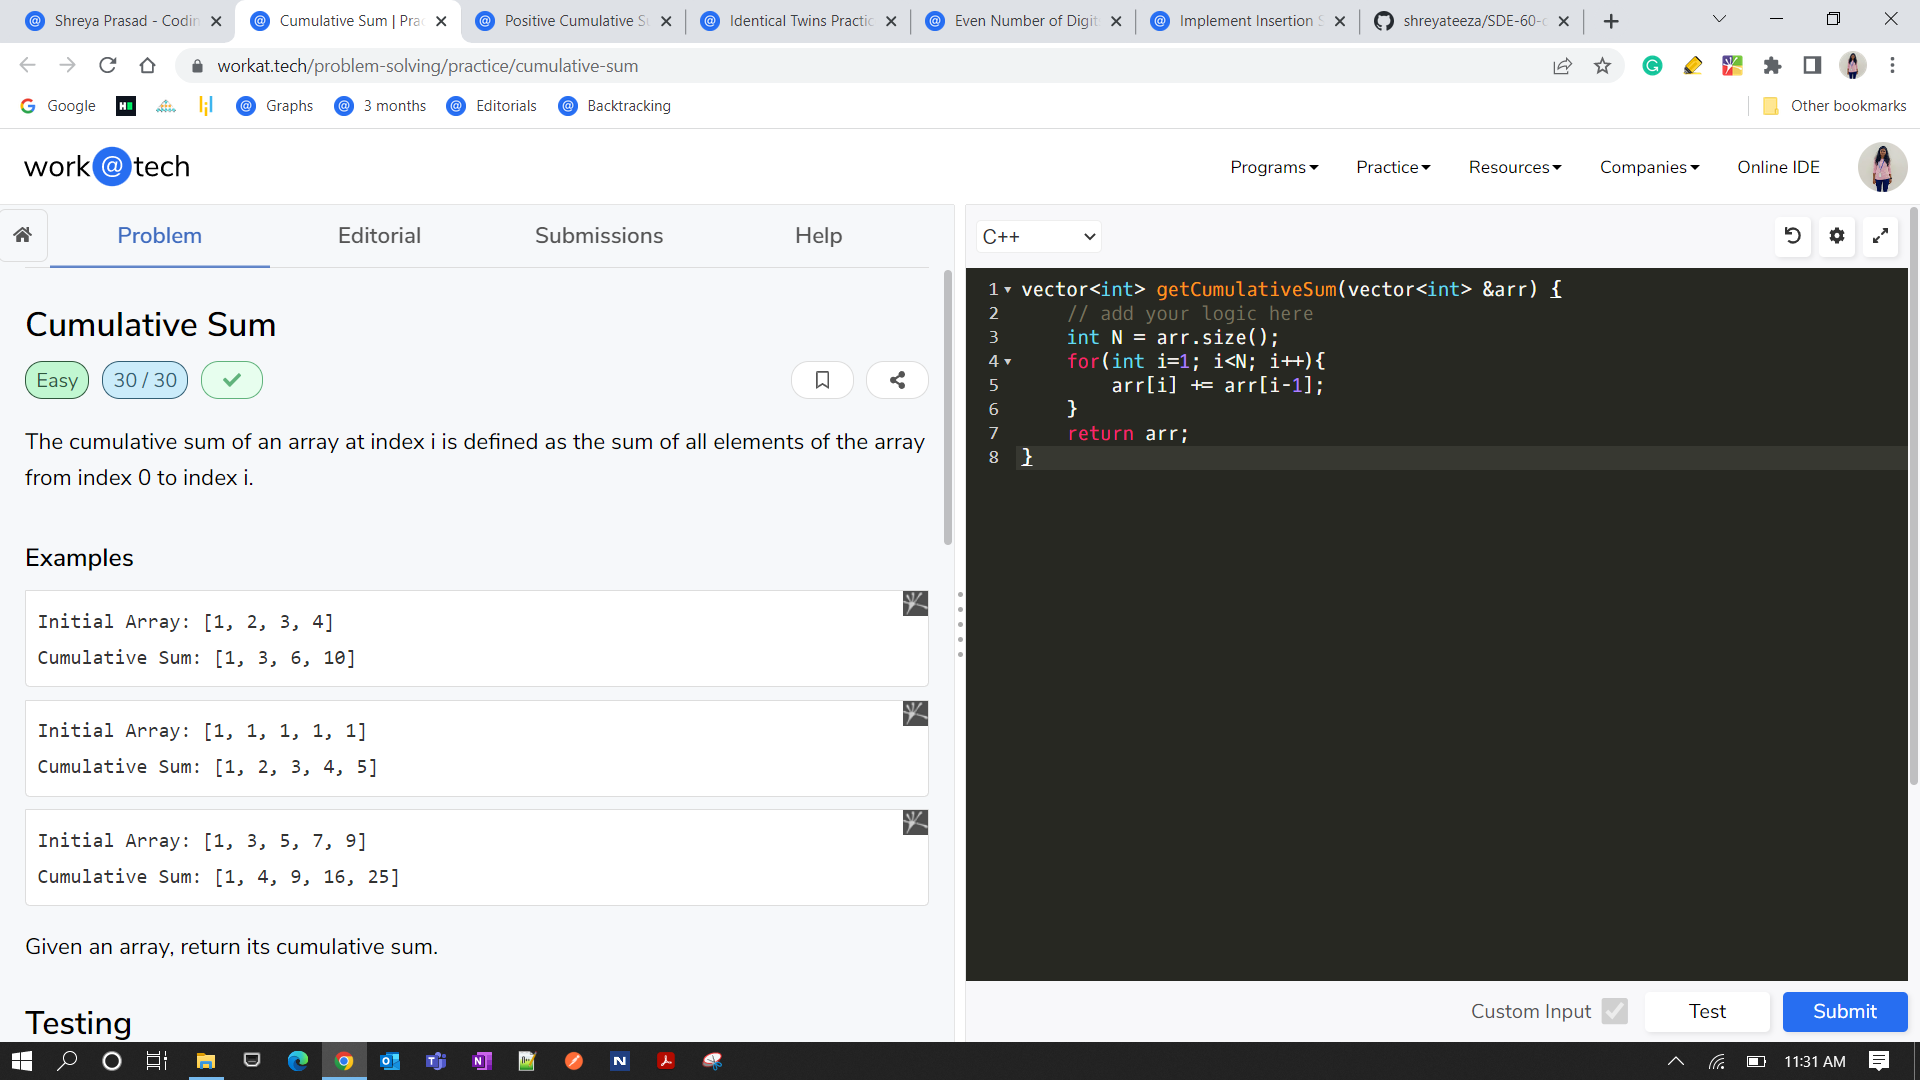 Shreya Prasad - Codin
Cumulative Sum | Prac
Positive Cumulative Su
Identical Twins Practic
Even Number of Digit
Implement Insertion S
shreyateeza/SDE-60-d
workat.tech/problem-solving/practice/cumulative-sum
Google
Graphs
3 months
Editorials
Backtracking
Other bookmarks
work@tech
Programs
Practice
Resources
Companies
Online IDE
Problem
Editorial
Submissions
Help
Cumulative Sum
Easy
30 / 30
The cumulative sum of an array at index i is defined as the sum of all elements of the array
from index 0 to index i.
Examples
Initial Array: [1, 2, 3, 4]
Cumulative Sum: [1, 3, 6, 10]
Initial Array: [1, 1, 1, 1, 1]
Cumulative Sum: [1, 2, 3, 4, 5]
Initial Array: [1, 3, 5, 7, 9]
Cumulative Sum: [1, 4, 9, 16, 25]
Given an array, return its cumulative sum.
Testing
C++
1 vector<int> getCumulativeSum(vector<int> &arr) {
2 // add your logic here
3 int N = arr.size();
4 for(int i=1; i<N; i++){
5 arr[i] += arr[i-1];
6 }
7 return arr;
8 }
Custom Input
Test
Submit
11:31 AM